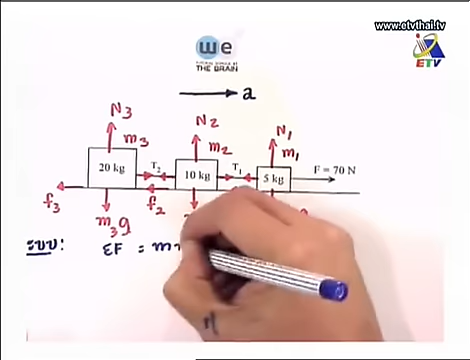 www.etvthai.tv
we
THE BRAIN
ETV
a
N3 N2 N1
m3 m2 m1
20 kg T2 10 kg T1 5 kg F = 70 N
f3 f2
m3g
ระบบ: ΣF = m